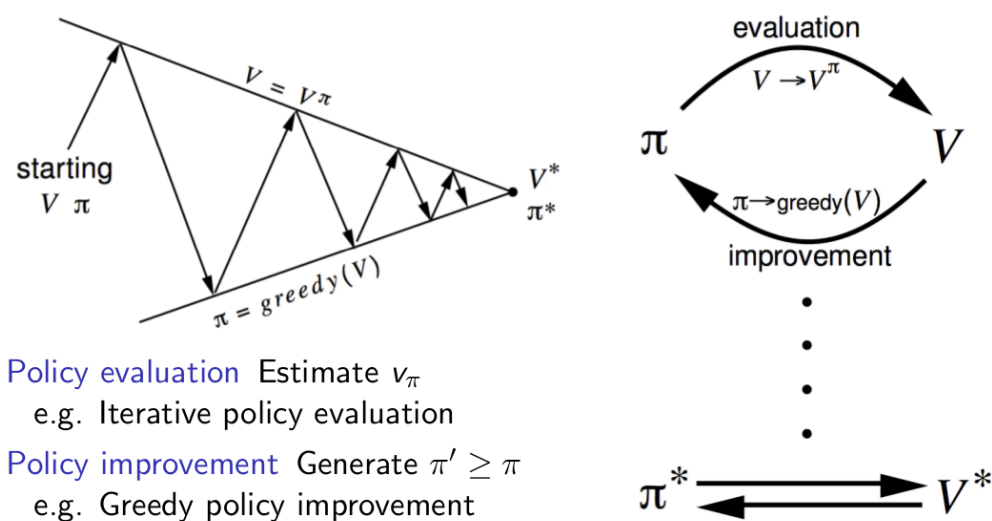 starting
V π
V = V^π
π = greedy(V)
V*
π*
Policy evaluation Estimate v_π
e.g. Iterative policy evaluation
Policy improvement Generate π′ ≥ π
e.g. Greedy policy improvement
evaluation
V →V^π
π
V
π→greedy(V)
improvement
π*
V*